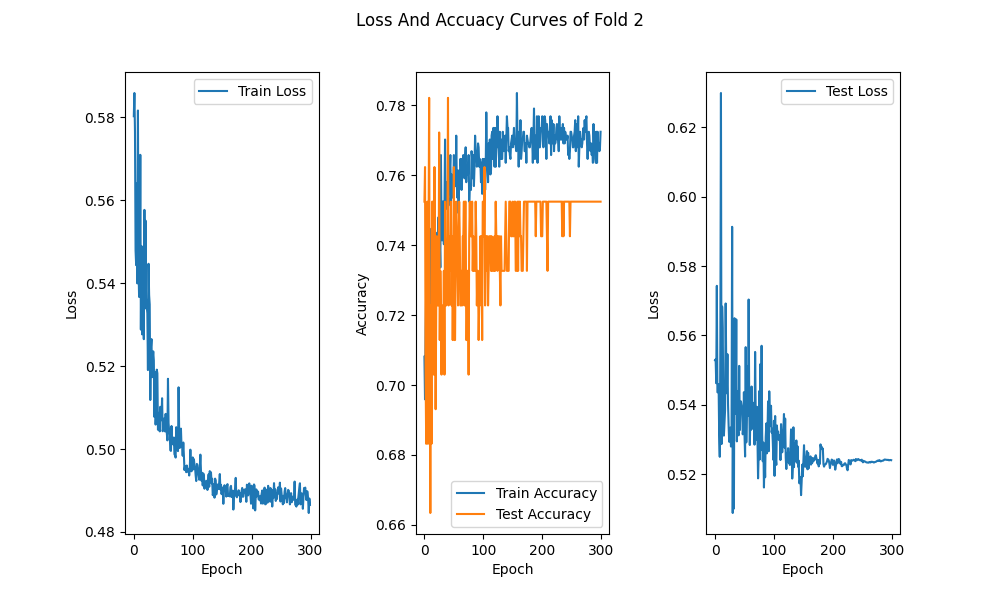 Loss And Accuacy Curves of Fold 2
Train Loss
0.58
0.56
0.54
0.52
0.50
0.48
Loss
0 100 200 300
Epoch
0.78
0.76
0.74
0.72
0.70
0.68
0.66
Accuracy
Train Accuracy
Test Accuracy
0 100 200 300
Epoch
Test Loss
0.62
0.60
0.58
0.56
0.54
0.52
Loss
0 100 200 300
Epoch